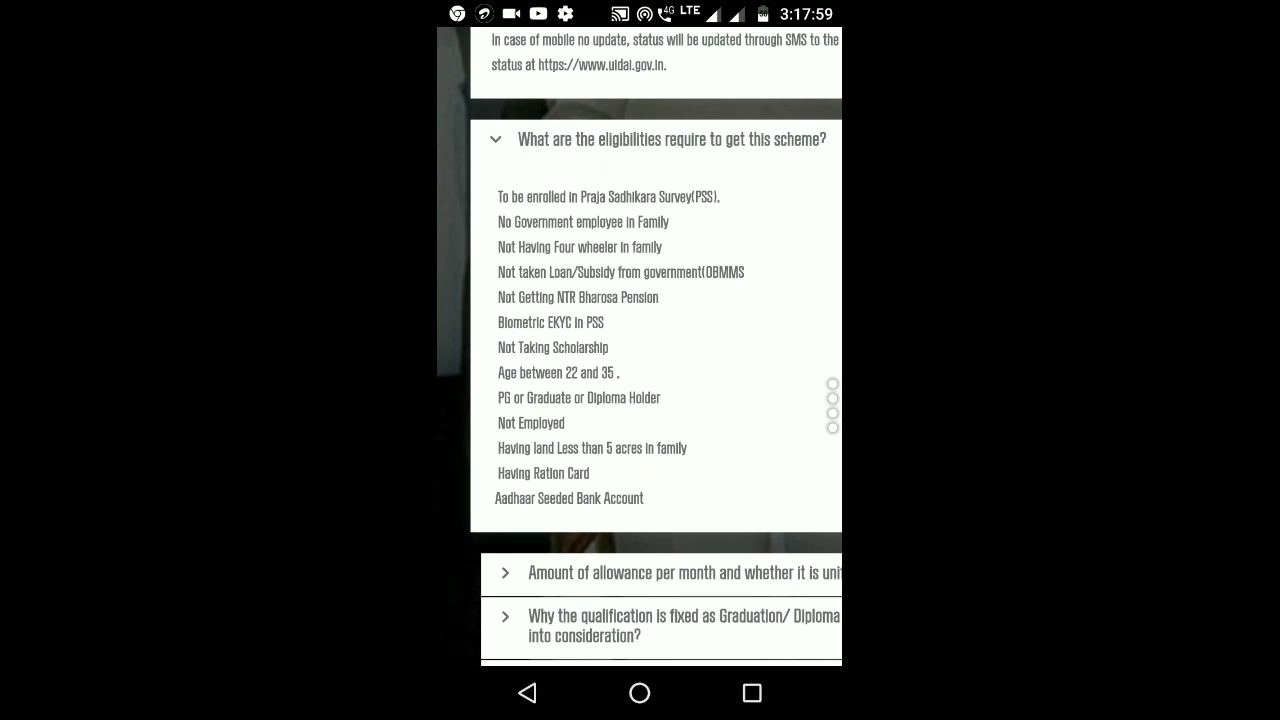 4G LTE 50 3:17:59
In case of mobile no update, status will be updated through SMS to the
status at https://www.uidai.gov.in.
What are the eligibilities require to get this scheme?
To be enrolled in Praja Sadhikara Survey(PSS).
No Government employee in Family
Not Having Four wheeler in family
Not taken Loan/Subsidy from government(OBMMS
Not Getting NTR Bharosa Pension
Biometric EKYC in PSS
Not Taking Scholarship
Age between 22 and 35 .
PG or Graduate or Diploma Holder
Not Employed
Having land Less than 5 acres in family
Having Ration Card
Aadhaar Seeded Bank Account
Amount of allowance per month and whether it is uni
Why the qualification is fixed as Graduation/ Diploma
into consideration?